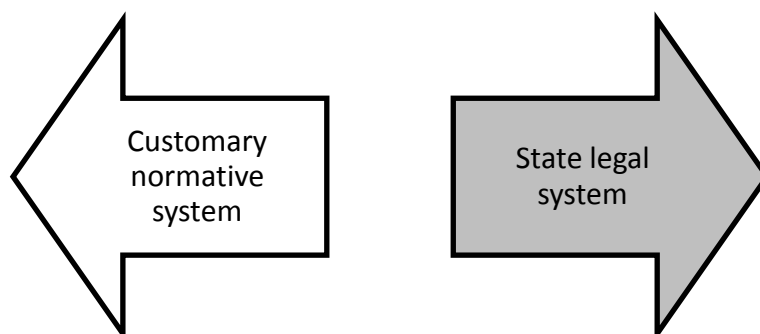 Customary
normative
system
State legal
system